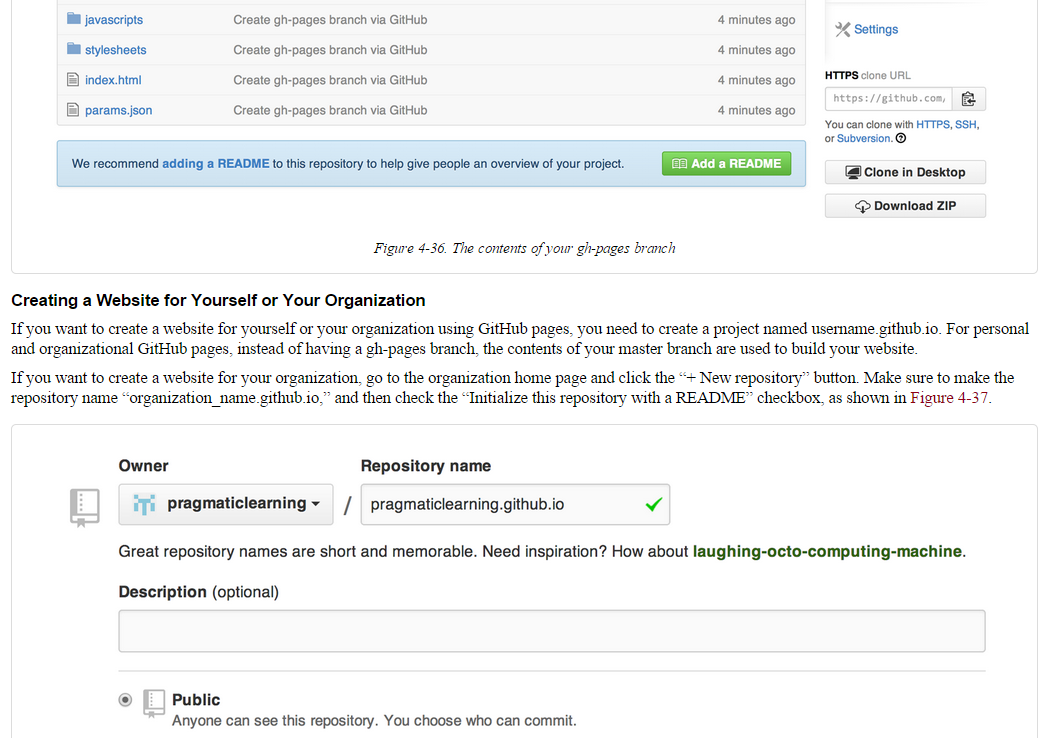 javascripts Create gh-pages branch via GitHub 4 minutes ago
stylesheets Create gh-pages branch via GitHub 4 minutes ago
index.html Create gh-pages branch via GitHub 4 minutes ago
params.json Create gh-pages branch via GitHub 4 minutes ago
We recommend adding a README to this repository to help give people an overview of your project. Add a README
Settings
HTTPS clone URL
https://github.com,
You can clone with HTTPS, SSH,
or Subversion.
Clone in Desktop
Download ZIP
Figure 4-36. The contents of your gh-pages branch
Creating a Website for Yourself or Your Organization
If you want to create a website for yourself or your organization using GitHub pages, you need to create a project named username.github.io. For personal
and organizational GitHub pages, instead of having a gh-pages branch, the contents of your master branch are used to build your website.
If you want to create a website for your organization, go to the organization home page and click the “+ New repository” button. Make sure to make the
repository name “organization_name.github.io,” and then check the “Initialize this repository with a README” checkbox, as shown in Figure 4-37.
Owner Repository name
pragmaticlearning / pragmaticlearning.github.io
Great repository names are short and memorable. Need inspiration? How about laughing-octo-computing-machine.
Description (optional)
Public
Anyone can see this repository. You choose who can commit.